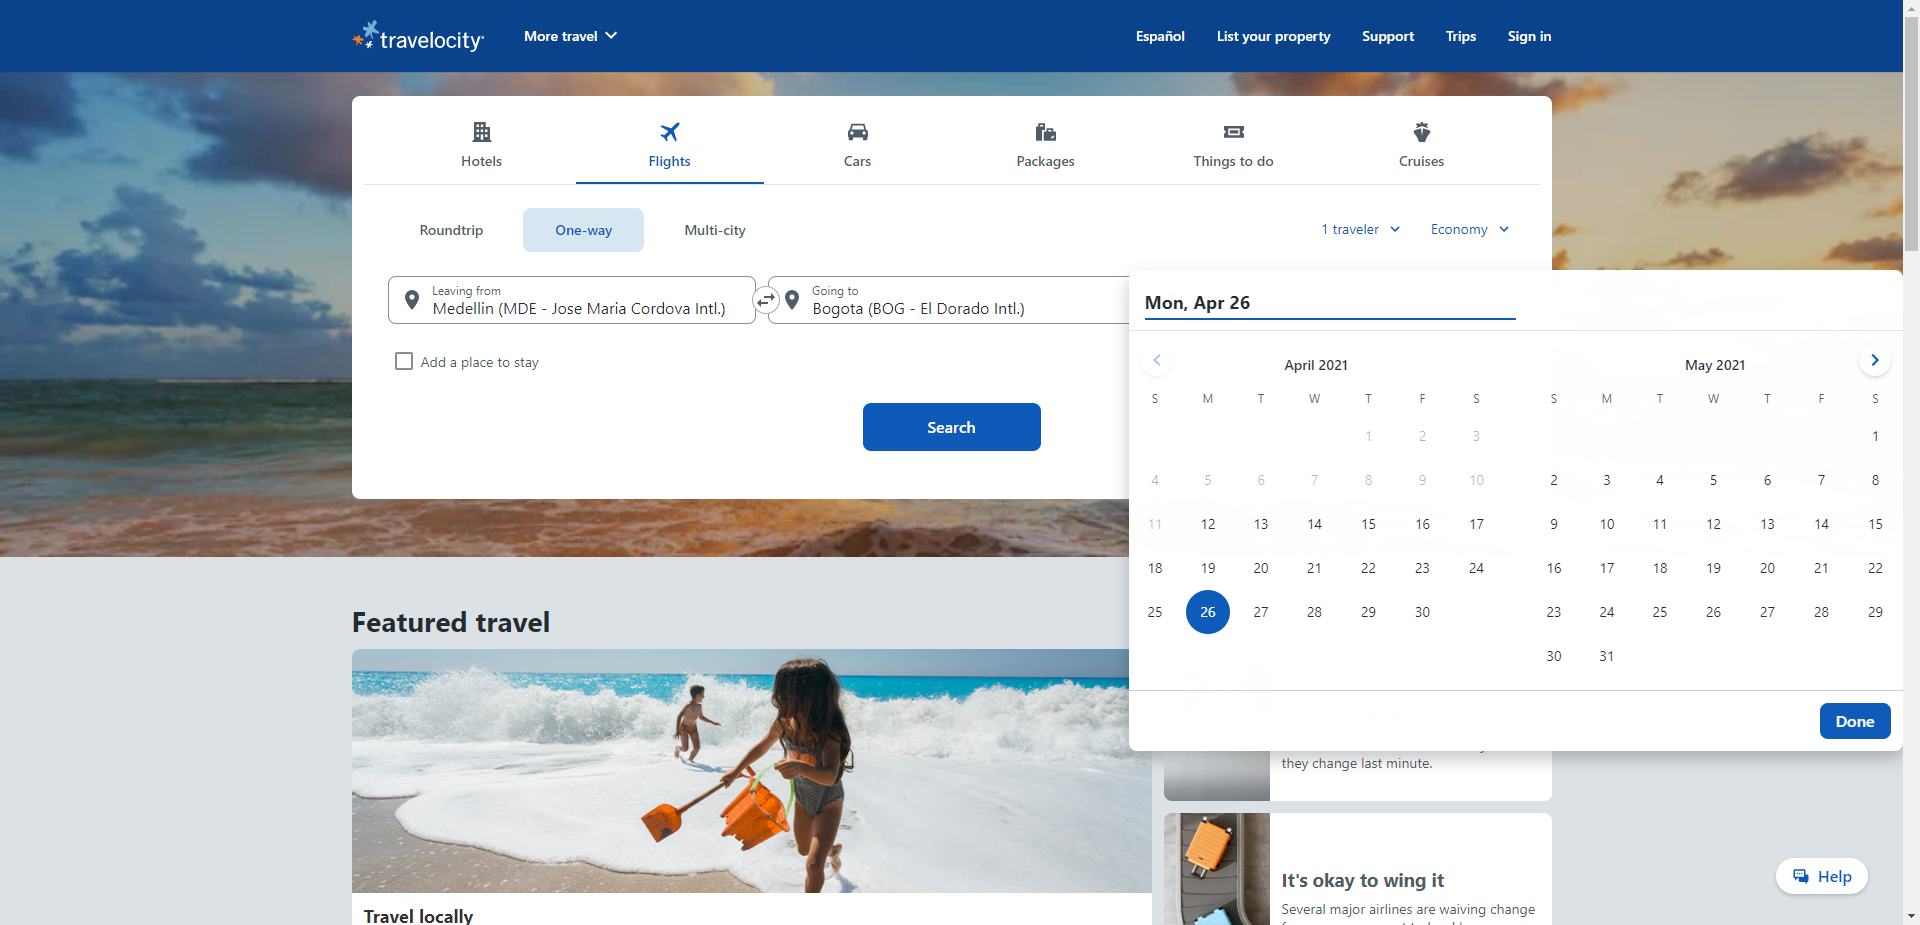 travelocity
More travel
Español
List your property
Support
Trips
Sign in
Hotels
Flights
Cars
Packages
Things to do
Cruises
Roundtrip
One-way
Multi-city
1 traveler
Economy
Leaving from
Medellin (MDE - Jose Maria Cordova Intl.)
Going to
Bogota (BOG - El Dorado Intl.)
Add a place to stay
Search
Mon, Apr 26
April 2021
S M T W T F S
1 2 3
4 5 6 7 8 9 10
11 12 13 14 15 16 17
18 19 20 21 22 23 24
25 26 27 28 29 30
May 2021
S M T W T F S
1
2 3 4 5 6 7 8
9 10 11 12 13 14 15
16 17 18 19 20 21 22
23 24 25 26 27 28 29
30 31
Done
Featured travel
Travel locally
they change last minute.
It's okay to wing it
Several major airlines are waiving change
Help